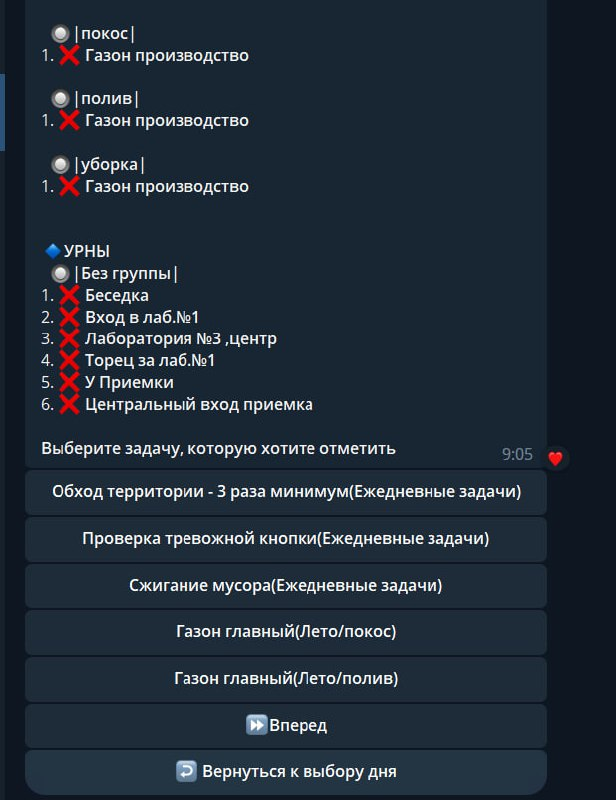 |покос|
1. ❌ Газон производство
|полив|
1. ❌ Газон производство
|уборка|
1. ❌ Газон производство
УРНЫ
|Без группы|
1. ❌ Беседка
2. ❌ Вход в лаб.№1
3. ❌ Лаборатория №3 ,центр
4. ❌ Торец за лаб.№1
5. ❌ У Приемки
6. ❌ Центральный вход приемка
Выберите задачу, которую хотите отметить
9:05
Обход территории - 3 раза минимум(Ежедневные задачи)
Проверка тревожной кнопки(Ежедневные задачи)
Сжигание мусора(Ежедневные задачи)
Газон главный(Лето/покос)
Газон главный(Лето/полив)
Вперед
Вернуться к выбору дня